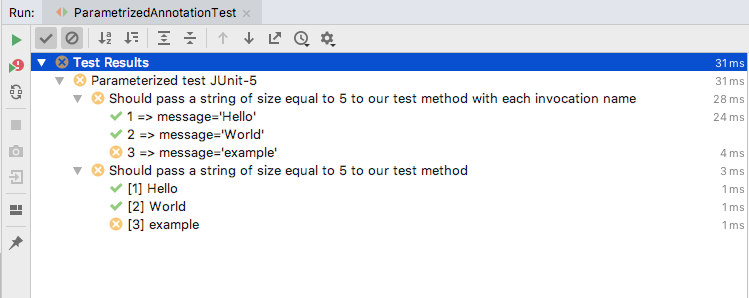 Run: ParametrizedAnnotationTest
Test Results 31 ms
Parameterized test JUnit-5 31 ms
Should pass a string of size equal to 5 to our test method with each invocation name 28 ms
1 => message='Hello' 24 ms
2 => message='World'
3 => message='example' 4 ms
Should pass a string of size equal to 5 to our test method 3 ms
[1] Hello 1 ms
[2] World 1 ms
[3] example 1 ms